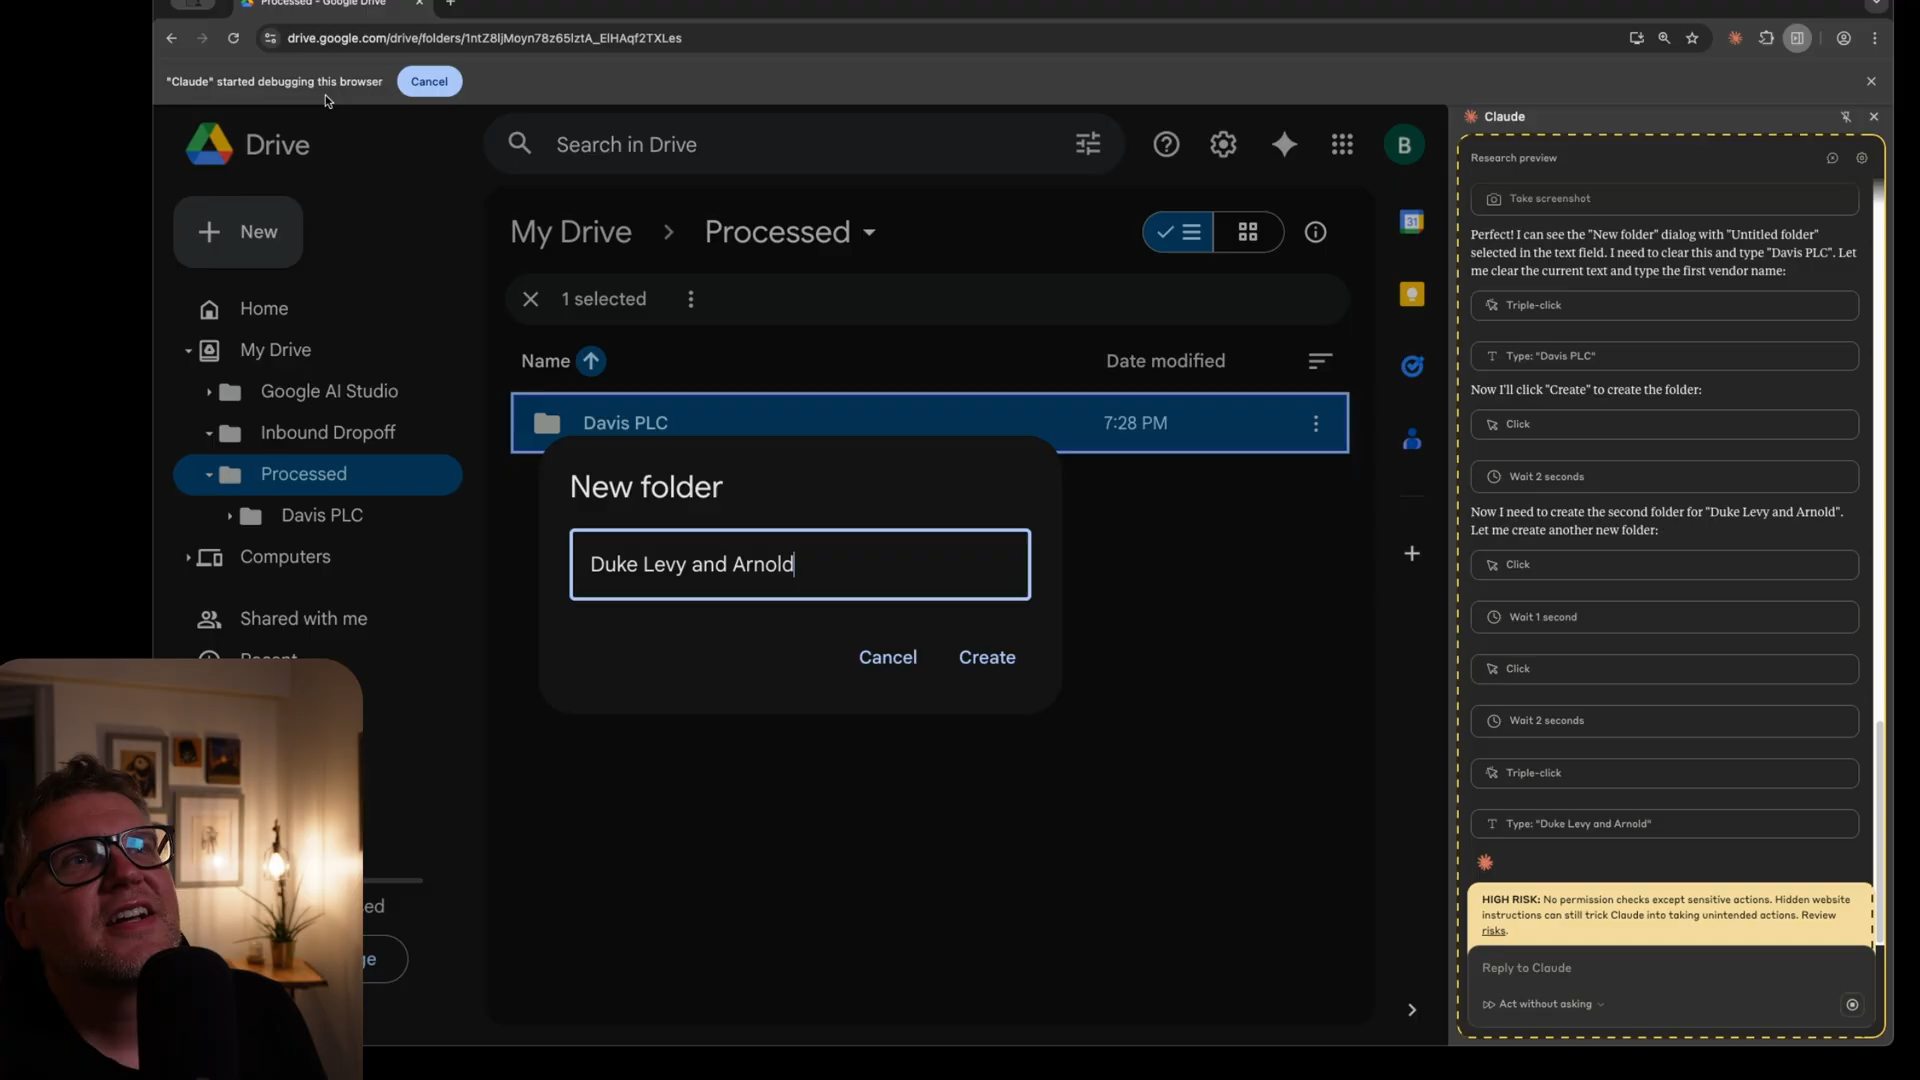 Processed - Google Drive
drive.google.com/drive/folders/1ntZ8ljMoyn78z65lztA_ElHAqf2TXLes
"Claude" started debugging this browser
Cancel
Drive
Search in Drive
B
New
My Drive
Processed
1 selected
Home
My Drive
Google AI Studio
Inbound Dropoff
Processed
Davis PLC
Computers
Shared with me
Recent
Name
Date modified
Davis PLC
7:28 PM
New folder
Duke Levy and Arnold
Cancel
Create
31
Claude
Research preview
Take screenshot
Perfect! I can see the "New folder" dialog with "Untitled folder"
selected in the text field. I need to clear this and type "Davis PLC". Let
me clear the current text and type the first vendor name:
Triple-click
Type: "Davis PLC"
Now I'll click "Create" to create the folder:
Click
Wait 2 seconds
Now I need to create the second folder for "Duke Levy and Arnold".
Let me create another new folder:
Click
Wait 1 second
Click
Wait 2 seconds
Triple-click
Type: "Duke Levy and Arnold"
HIGH RISK: No permission checks except sensitive actions. Hidden website
instructions can still trick Claude into taking unintended actions. Review
risks.
Reply to Claude
Act without asking